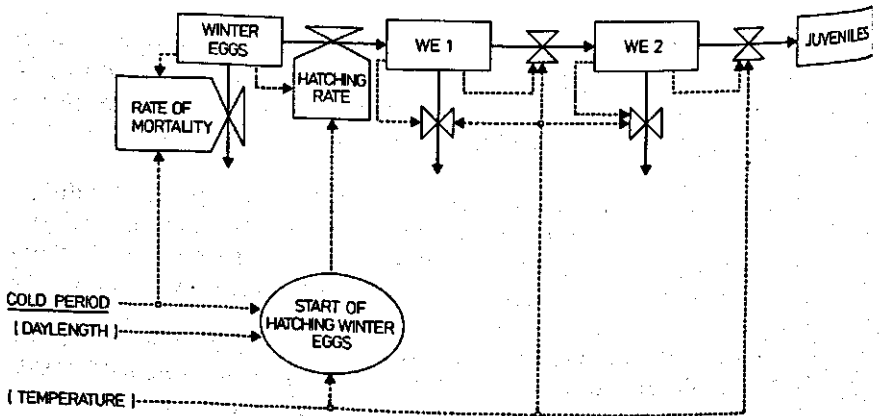 WINTER
EGGS
WE 1
WE 2
JUVENILES
RATE OF
MORTALITY
HATCHING
RATE
COLD PERIOD
START OF
HATCHING WINTER
EGGS
( DAYLENGTH )
( TEMPERATURE )